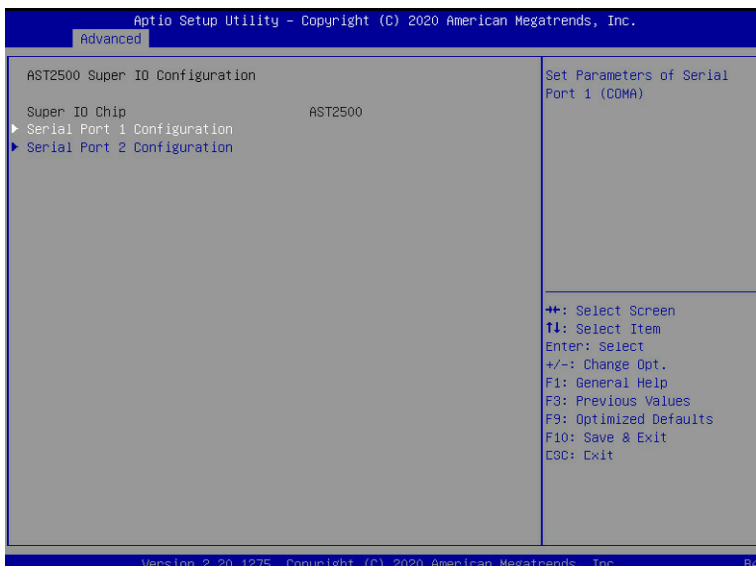 Aptio Setup Utility – Copyright (C) 2020 American Megatrends, Inc.
Advanced
AST2500 Super IO Configuration
Super IO Chip AST2500
Serial Port 1 Configuration
Serial Port 2 Configuration
Set Parameters of Serial
Port 1 (COMA)
→←: Select Screen
↑↓: Select Item
Enter: Select
+/-: Change Opt.
F1: General Help
F3: Previous Values
F9: Optimized Defaults
F10: Save & Exit
ESC: Exit
Version 2.20.1275. Copyright (C) 2020 American Megatrends, Inc.